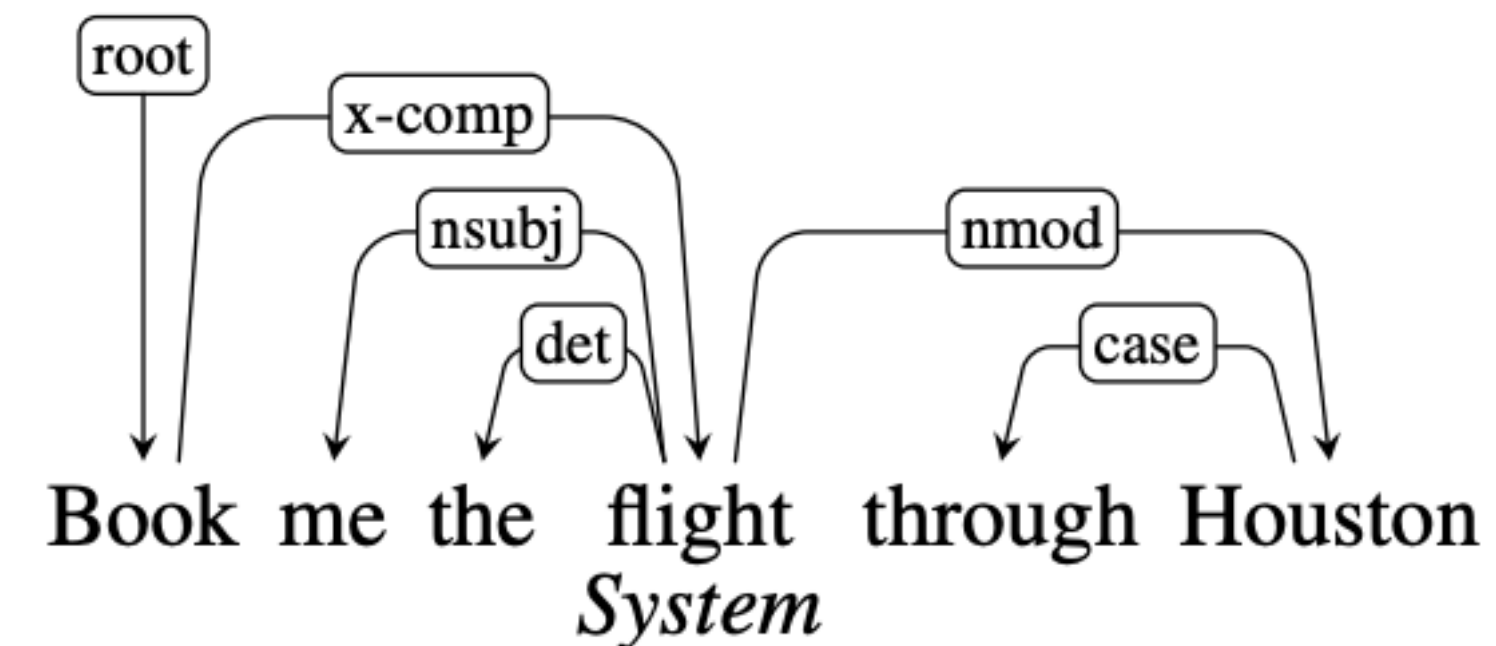 root
x-comp
nsubj nmod
det case
Book me the flight through Houston
System